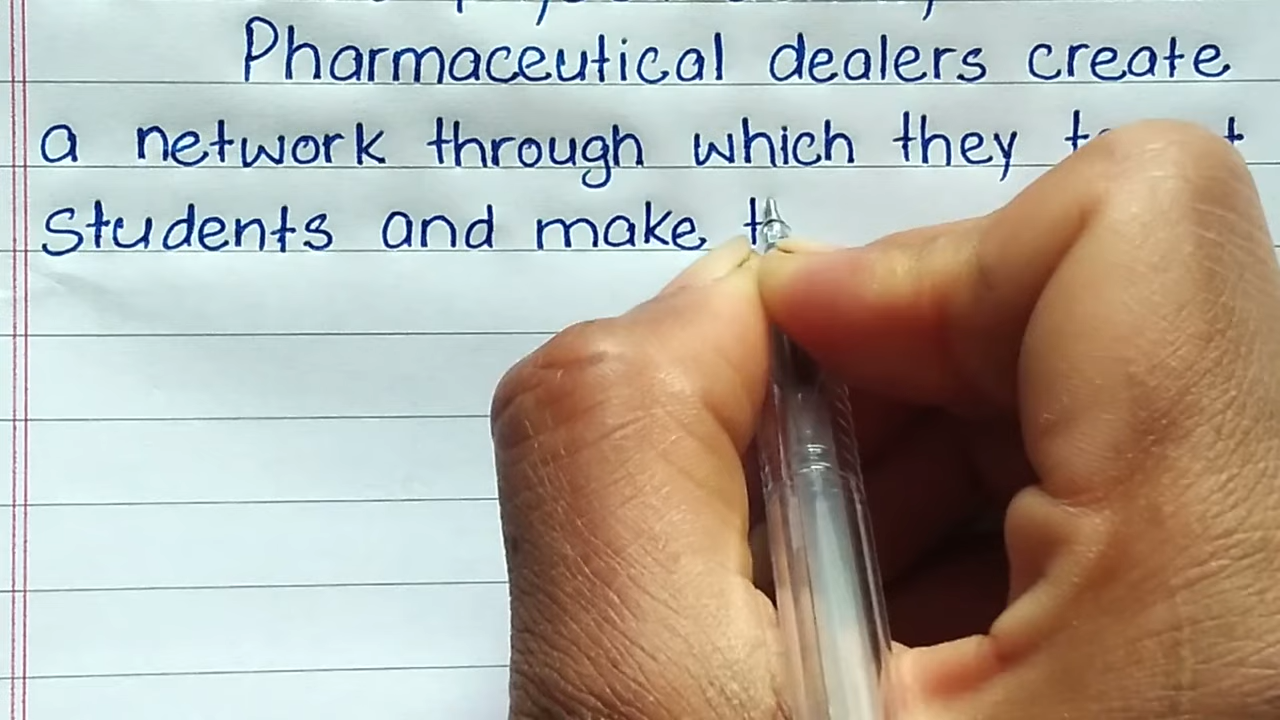 Pharmaceutical dealers create
a network through which they
students and make